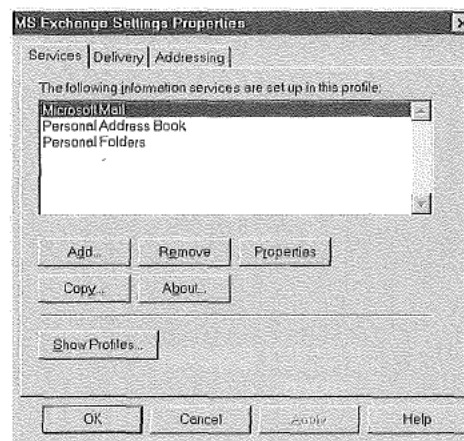 MS Exchange Settings Properties
Services Delivery Addressing
The following information services are set up in this profile:
Microsoft Mail
Personal Address Book
Personal Folders
Add... Remove Properties
Copy... About...
Show Profiles...
OK Cancel Apply Help